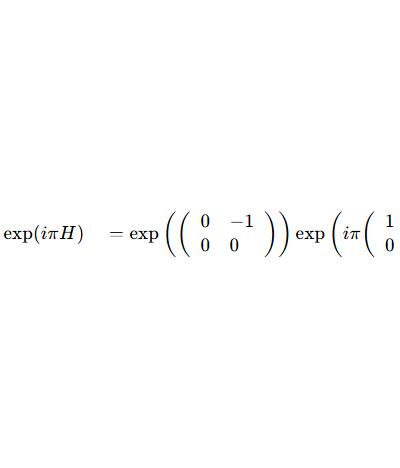 exp(iπH) = exp ( ( 0 −1 0 0 ) ) exp ( iπ ( 1 0